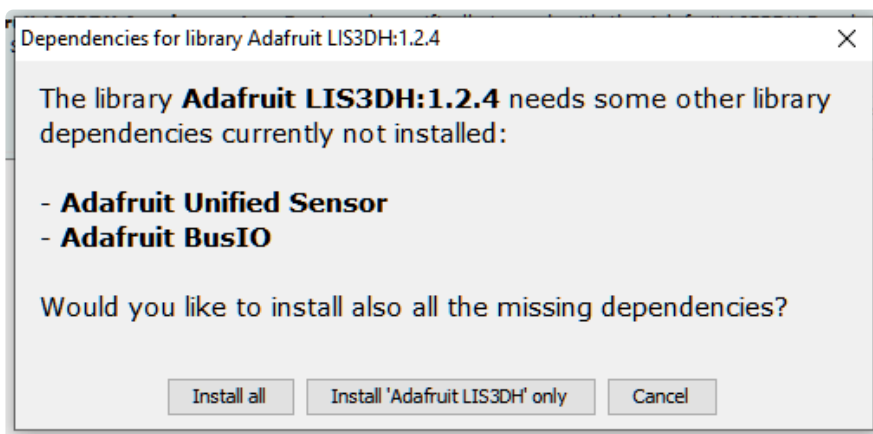 Dependencies for library Adafruit LIS3DH:1.2.4
The library Adafruit LIS3DH:1.2.4 needs some other library
dependencies currently not installed:
- Adafruit Unified Sensor
- Adafruit BusIO
Would you like to install also all the missing dependencies?
Install all Install 'Adafruit LIS3DH' only Cancel